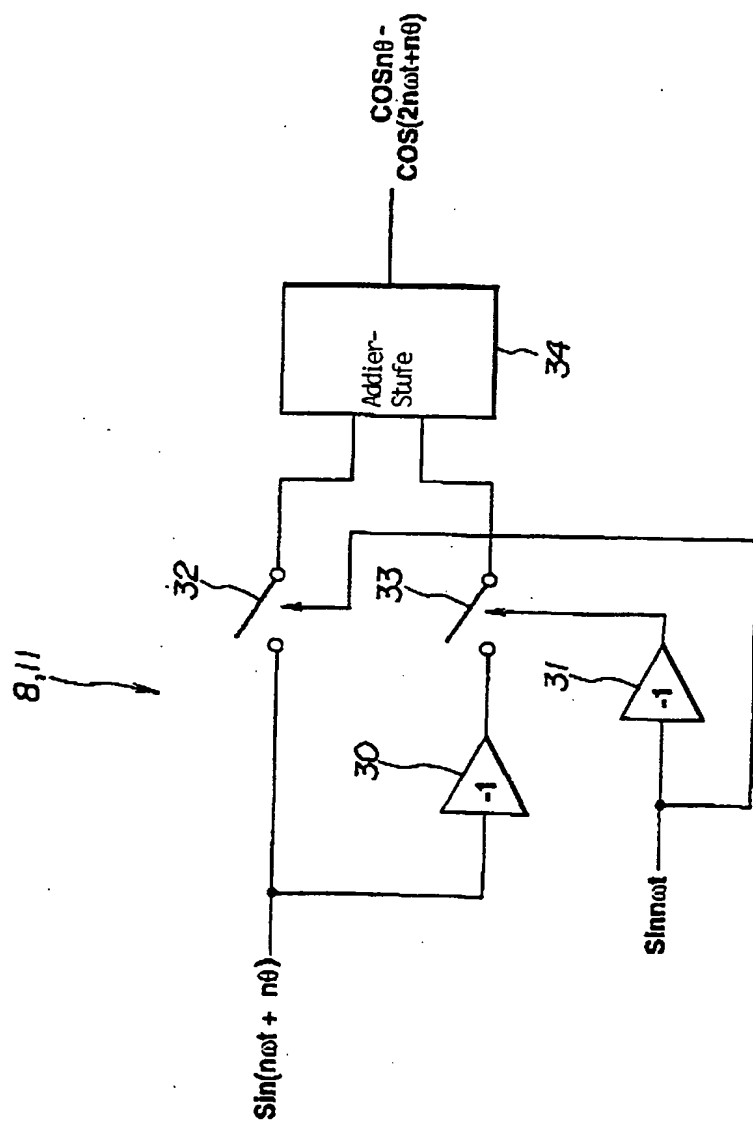 8,11
COSnθ -
COS(2nωt+nθ)
32
Addier-
Stufe
34
33
Sin(nωt + nθ)
30
-1
31
-1
Sinnωt